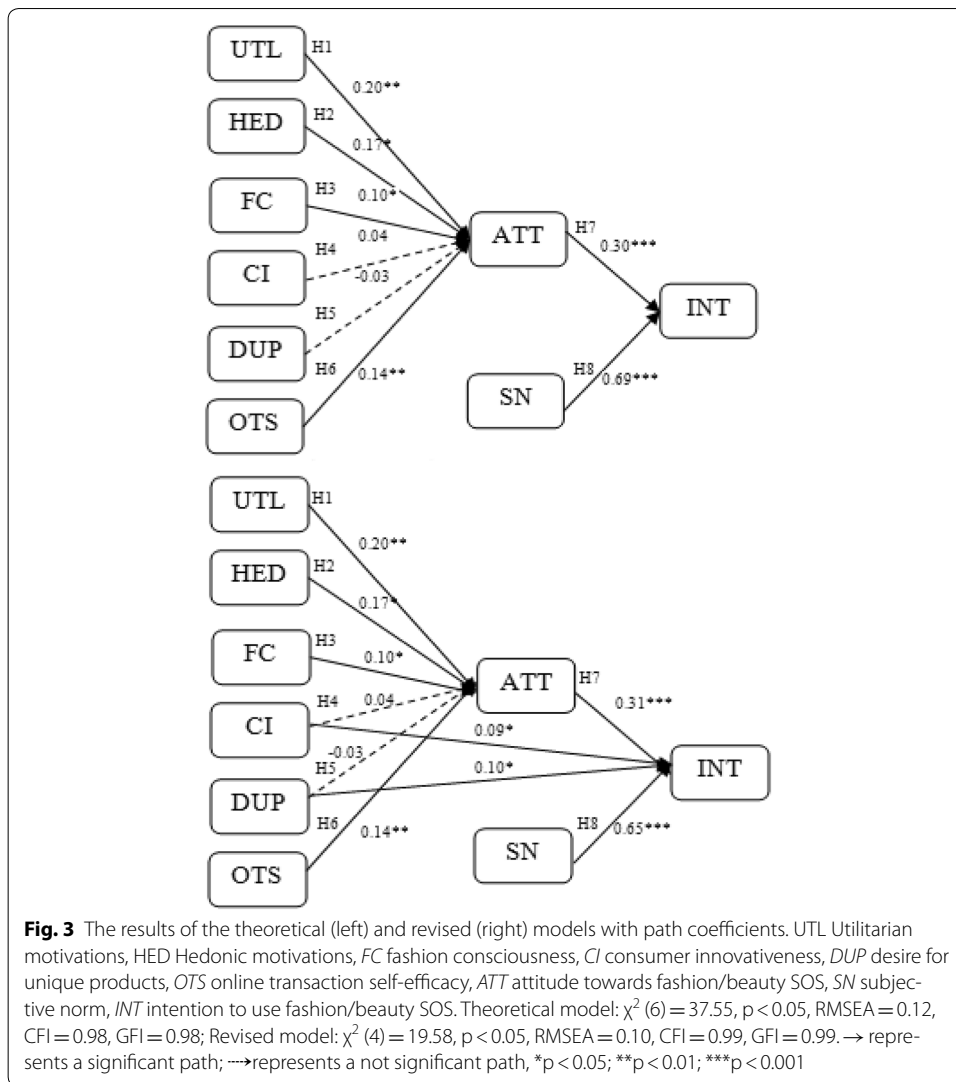 UTL H1
0.20**
HED H2
0.17*
FC H3 0.10*
ATT H7
0.04
H4
0.30***
CI -0.03
INT
H5
DUP
H6 0.14** H8 0.69***
SN
OTS
UTL H1
0.20**
HED H2
0.17*
FC H3
0.10* ATT H7
H4 0.04
0.31***
CI 0.09*
-0.03
H5 INT
0.10*
DUP
H6 0.14** H8 0.65***
SN
OTS
Fig. 3 The results of the theoretical (left) and revised (right) models with path coefficients. UTL Utilitarian
motivations, HED Hedonic motivations, FC fashion consciousness, CI consumer innovativeness, DUP desire for
unique products, OTS online transaction self-efficacy, ATT attitude towards fashion/beauty SOS, SN subjec-
tive norm, INT intention to use fashion/beauty SOS. Theoretical model: χ² (6) = 37.55, p < 0.05, RMSEA = 0.12,
CFI = 0.98, GFI = 0.98; Revised model: χ² (4) = 19.58, p < 0.05, RMSEA = 0.10, CFI = 0.99, GFI = 0.99. → repre-
sents a significant path; ----→represents a not significant path, *p < 0.05; **p < 0.01; ***p < 0.001